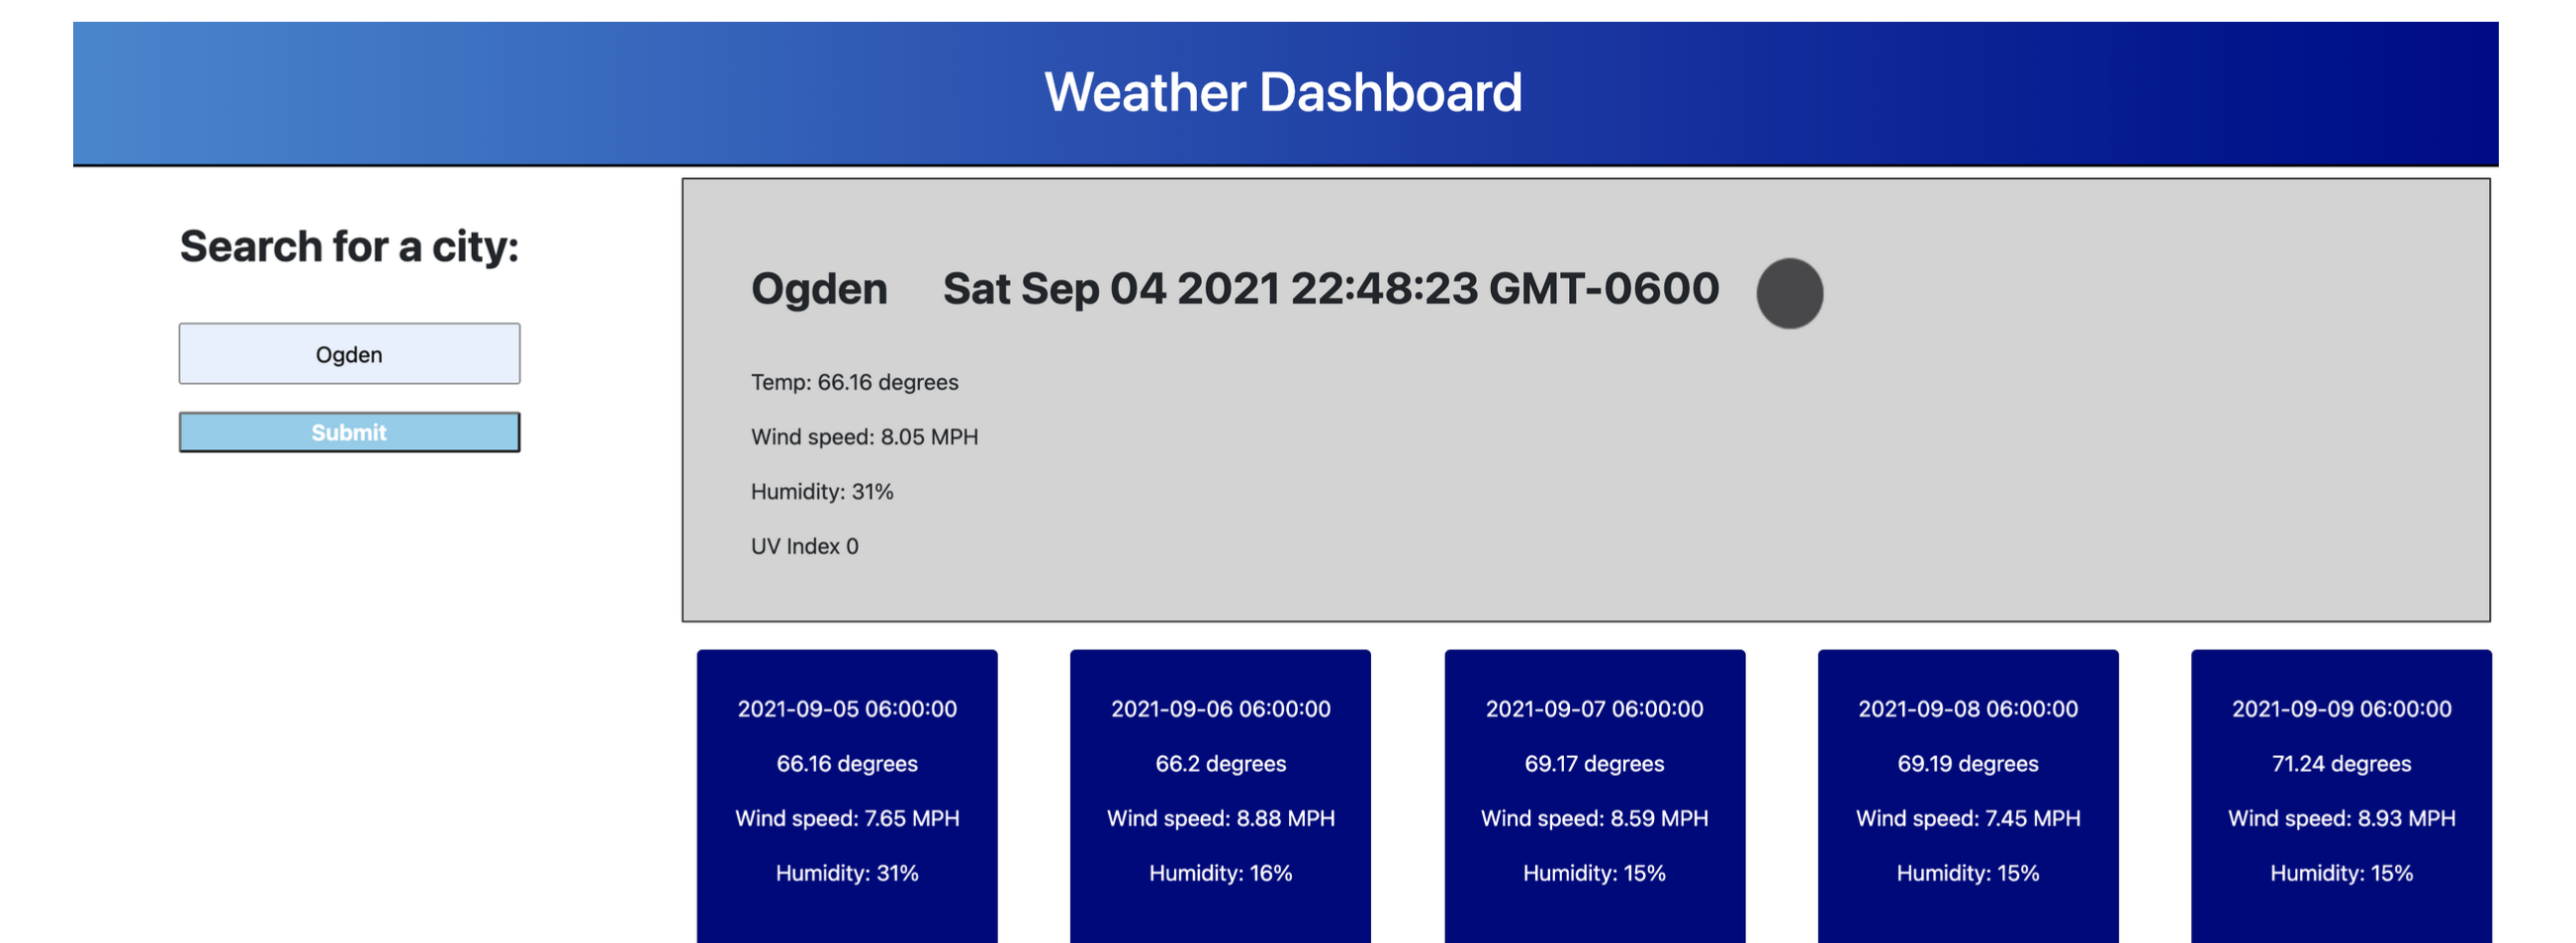 Weather Dashboard
Search for a city:
Ogden
Submit
Ogden Sat Sep 04 2021 22:48:23 GMT-0600
Temp: 66.16 degrees
Wind speed: 8.05 MPH
Humidity: 31%
UV Index 0
2021-09-05 06:00:00
66.16 degrees
Wind speed: 7.65 MPH
Humidity: 31%
2021-09-06 06:00:00
66.2 degrees
Wind speed: 8.88 MPH
Humidity: 16%
2021-09-07 06:00:00
69.17 degrees
Wind speed: 8.59 MPH
Humidity: 15%
2021-09-08 06:00:00
69.19 degrees
Wind speed: 7.45 MPH
Humidity: 15%
2021-09-09 06:00:00
71.24 degrees
Wind speed: 8.93 MPH
Humidity: 15%